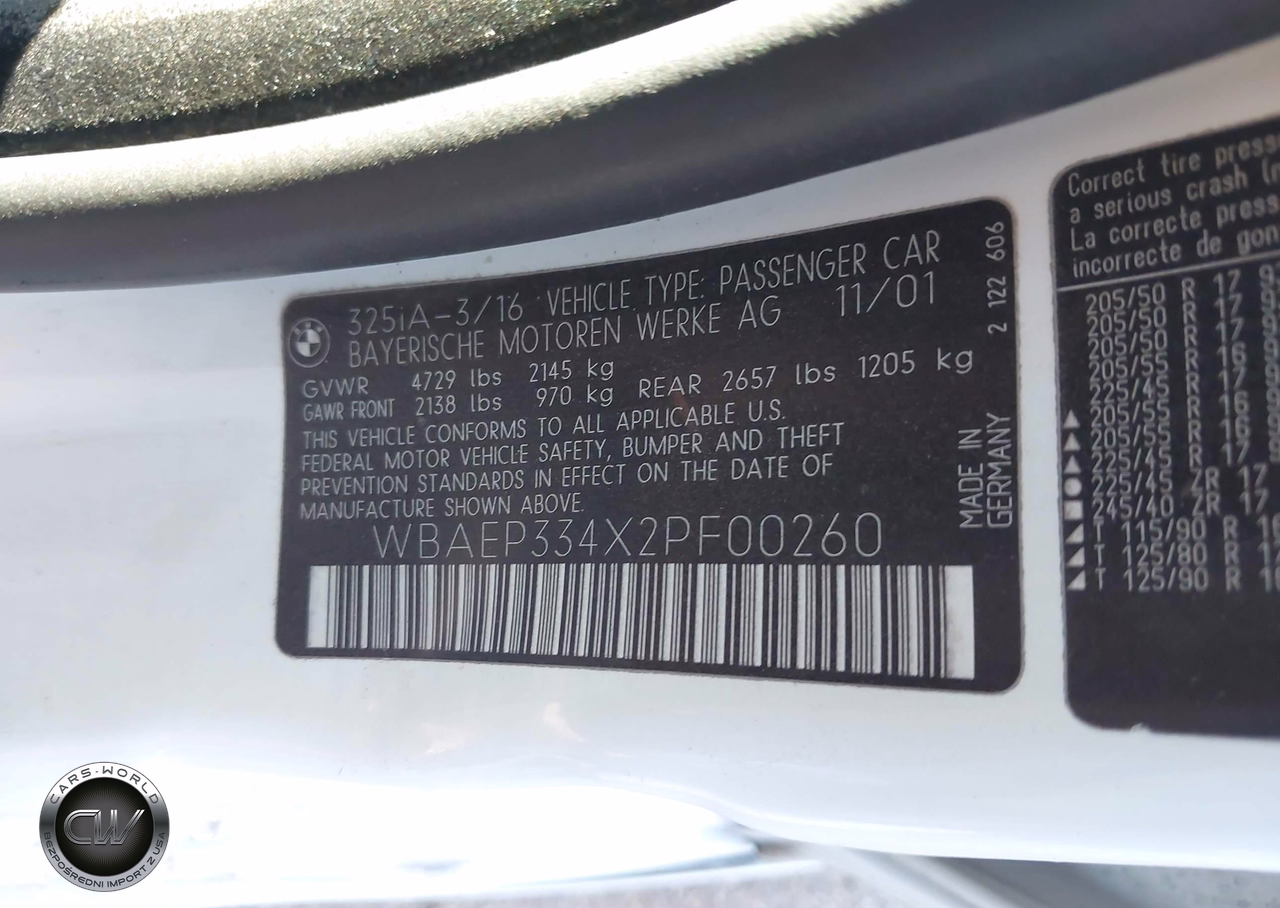 325iA-3/16 VEHICLE TYPE: PASSENGER CAR
BAYERISCHE MOTOREN WERKE AG 11/01
GVWR 4729 lbs 2145 kg
GAWR FRONT 2138 lbs 970 kg REAR 2657 lbs 1205 kg
THIS VEHICLE CONFORMS TO ALL APPLICABLE U.S.
FEDERAL MOTOR VEHICLE SAFETY, BUMPER AND THEFT
PREVENTION STANDARDS IN EFFECT ON THE DATE OF
MANUFACTURE SHOWN ABOVE.
WBAEP334X2PF00260
2 122 606
MADE IN
GERMANY
Correct tire
a serious crash
La correcte
incorrecte de
205/50 R 17
205/50 R 17
205/50 R 17
205/55 R 16
225/45 R 17
205/55 R 16
205/55 R 16
225/45 R 17
225/45 ZR 17
245/40 ZR 17
T 115/90 R
T 125/80 R
T 125/90 R
CARS-WORLD
CW
BEZPOŚREDNI IMPORT Z USA